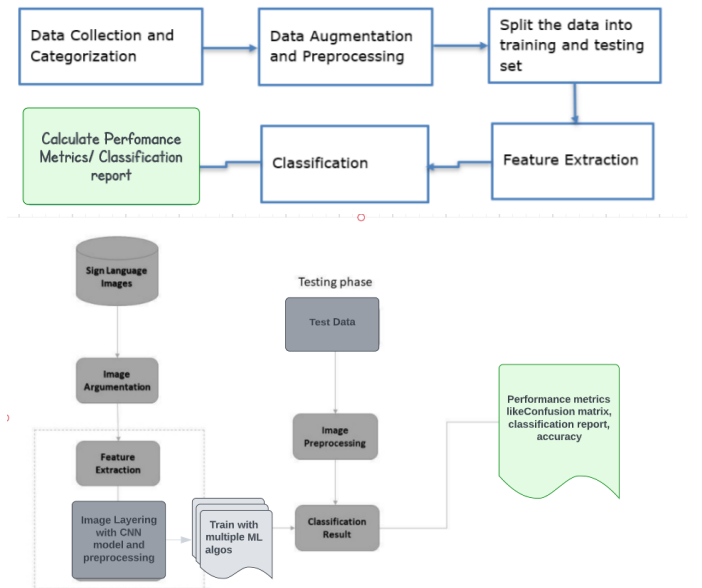 Data Collection and
Categorization
Data Augmentation
and Preprocessing
Split the data into
training and testing
set
Calculate Perfomance
Metrics/ Classification
report
Classification
Feature Extraction
Sign Language
Images
Image
Argumentation
Feature
Extraction
Image Layering
with CNN
model and
preprocessing
Train with
multiple ML
algos
Testing phase
Test Data
Image
Preprocessing
Classification
Result
Performance metrics
likeConfusion matrix,
classification report,
accuracy